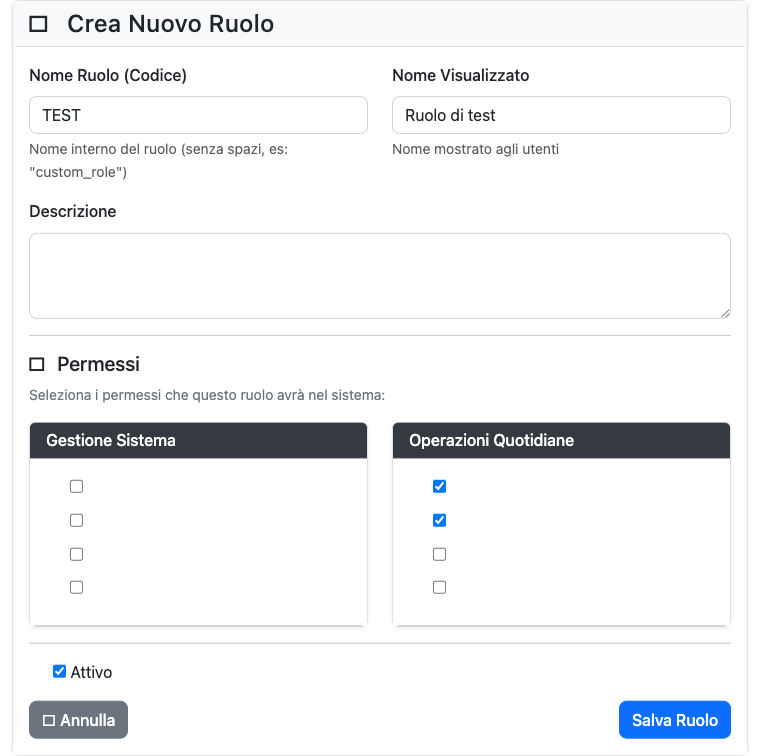 Crea Nuovo Ruolo
Nome Ruolo (Codice)
TEST
Nome interno del ruolo (senza spazi, es:
"custom_role")
Nome Visualizzato
Ruolo di test
Nome mostrato agli utenti
Descrizione
Permessi
Seleziona i permessi che questo ruolo avrà nel sistema:
Gestione Sistema
Operazioni Quotidiane
Attivo
Annulla
Salva Ruolo